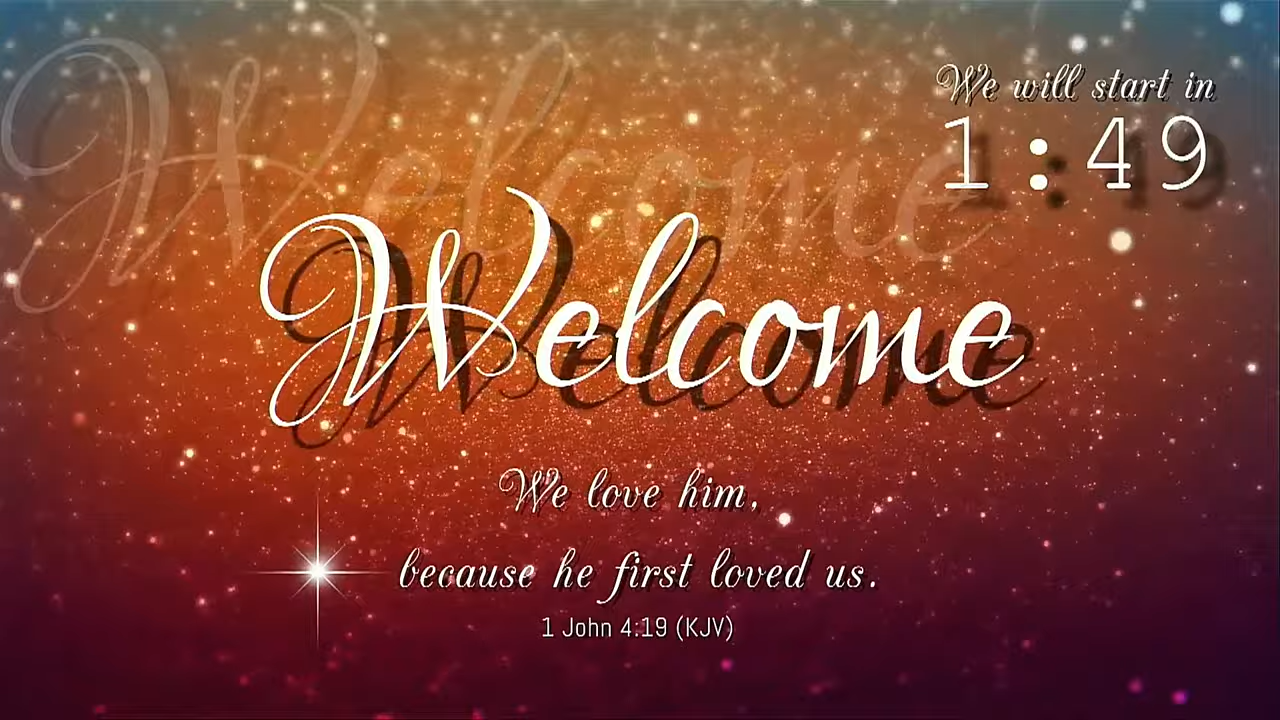 Welcome
We will start in
1:49
Welcome
We love him,
because he first loved us.
1 John 4:19 (KJV)